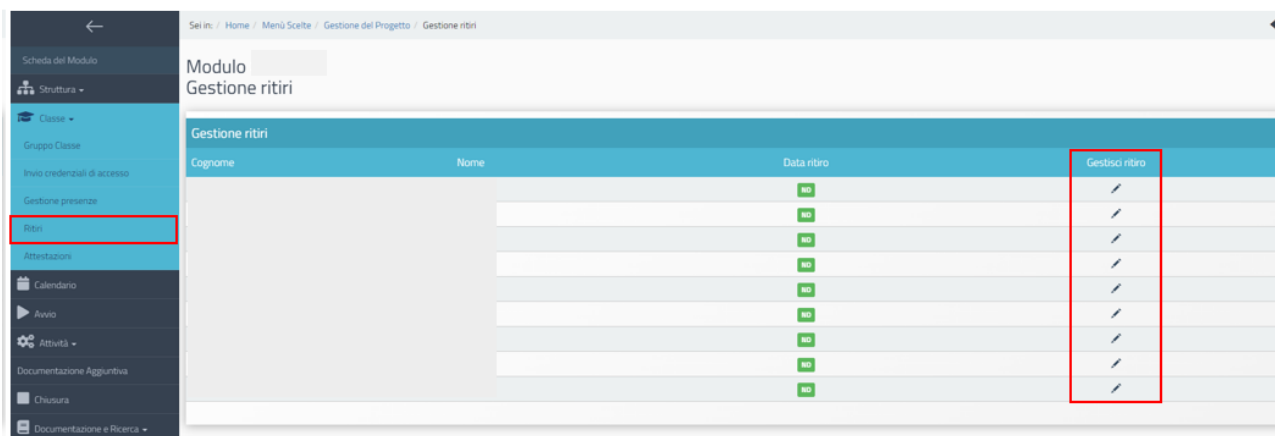 Sei in: / Home / Menù Scelte / Gestione del Progetto / Gestione ritiri
Scheda del Modulo
Struttura
Classe
Gruppo Classe
Invio credenziali di accesso
Gestione presenze
Ritiri
Attestazioni
Calendario
Avvio
Attività
Documentazione Aggiuntiva
Chiusura
Documentazione e Ricerca
Modulo
Gestione ritiri
Gestione ritiri
Cognome Nome Data ritiro Gestisci ritiro
NO
NO
NO
NO
NO
NO
NO
NO
NO